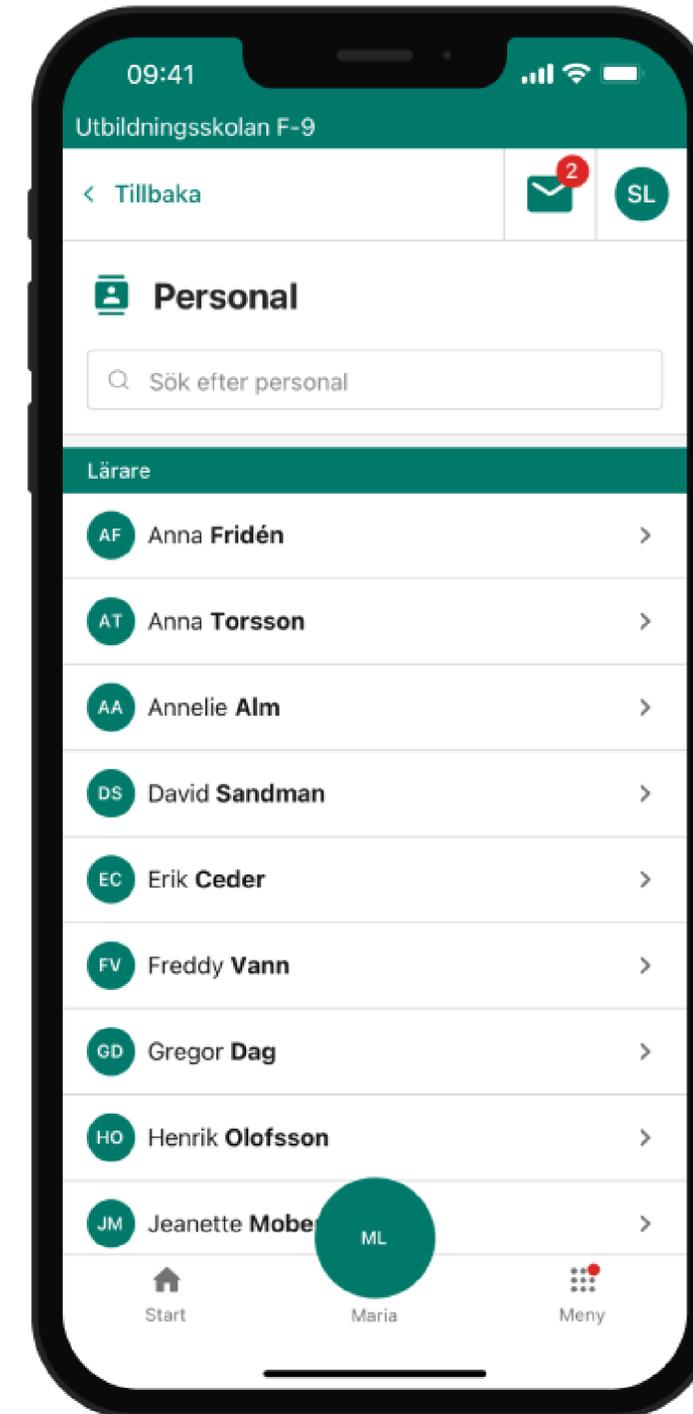 09:41
Utbildningsskolan F-9
Tillbaka
2
SL
Personal
Sök efter personal
Lärare
AF Anna Fridén
AT Anna Torsson
AA Annelie Alm
DS David Sandman
EC Erik Ceder
FV Freddy Vann
GD Gregor Dag
HO Henrik Olofsson
JM Jeanette
ML
Start Maria Meny